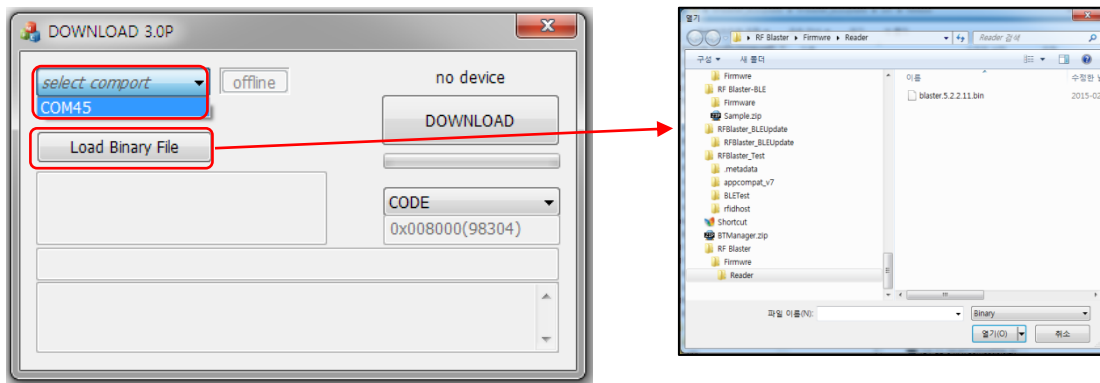 DOWNLOAD 3.0P
select comport
offline
no device
COM45
DOWNLOAD
Load Binary File
CODE
0x008000(98304)
열기
RF Blaster ▸ Firmwre ▸ Reader
Reader 검색
구성
새 폴더
Firmwre
RF Blaster-BLE
Firmware
Sample.zip
RFBlaster_BLEUpdate
RFBlaster_BLEUpdate
RFBlaster_Test
.metadata
appcompat_v7
BLETest
rfidhost
Shortcut
BTManager.zip
RF Blaster
Firmwre
Reader
이름
수정한
blaster.5.2.2.11.bin
2015-02
파일 이름(N):
Binary
열기(O)
취소